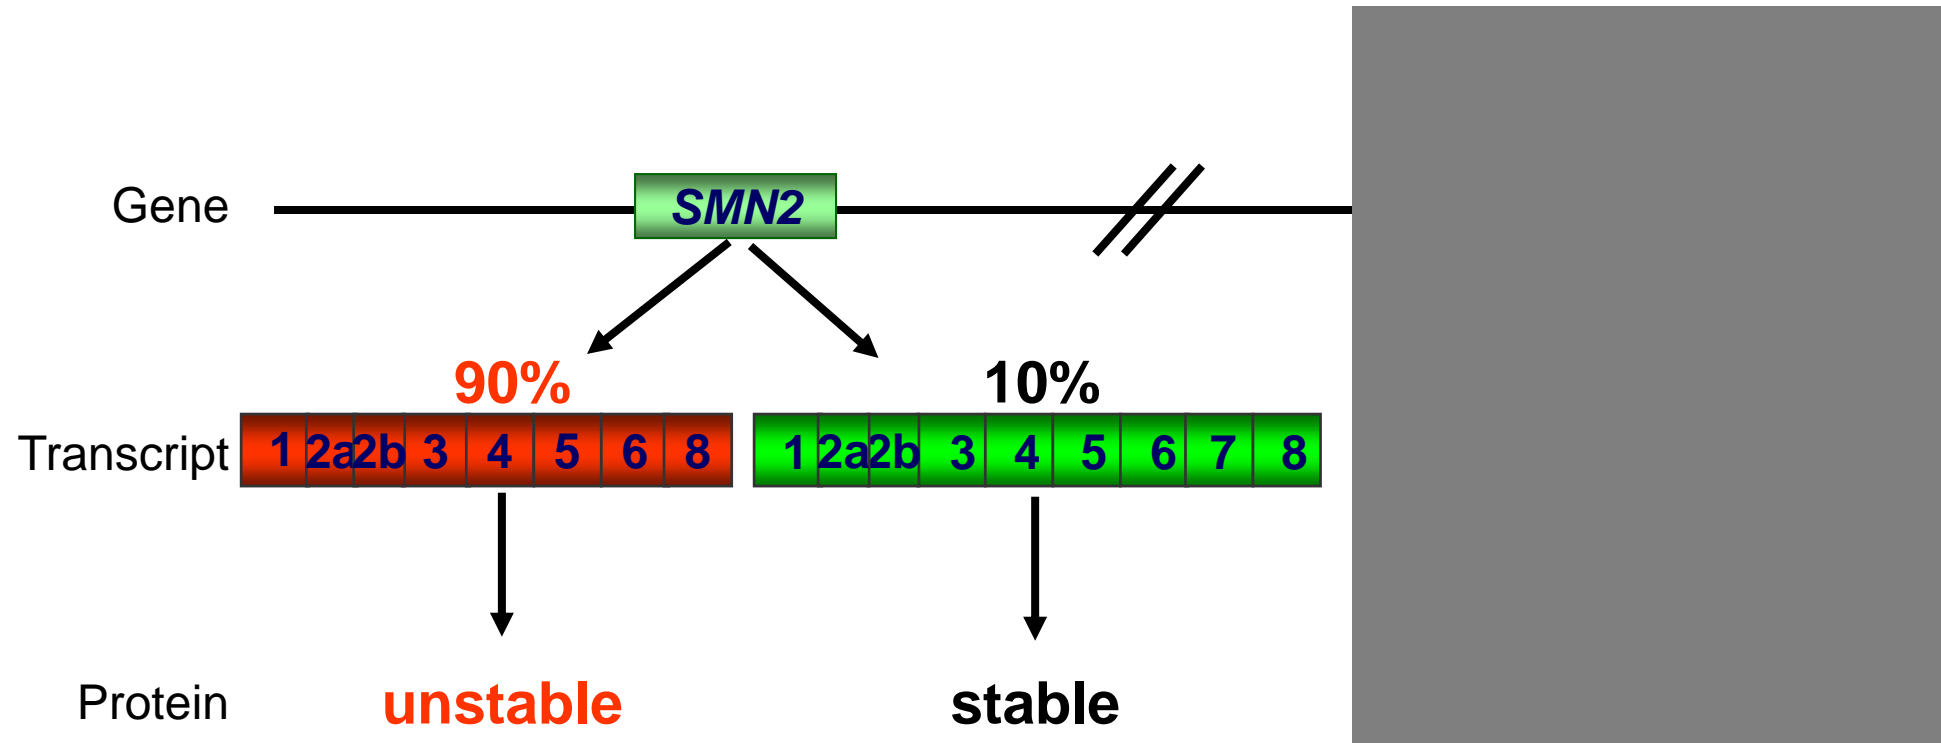 Gene SMN2
90% 10%
Transcript 1 2a 2b 3 4 5 6 8 1 2a 2b 3 4 5 6 7 8
Protein unstable stable